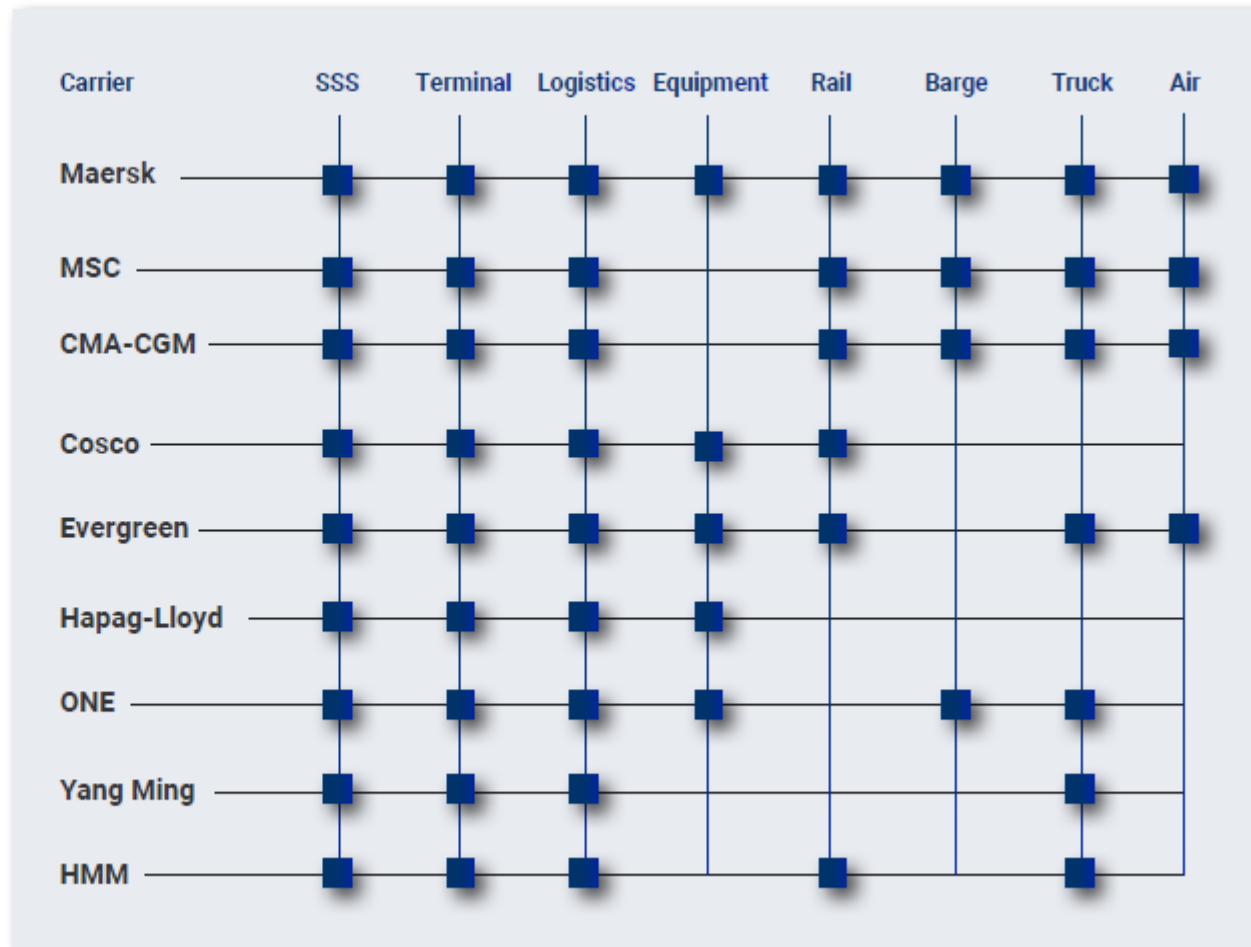 Carrier SSS Terminal Logistics Equipment Rail Barge Truck Air
Maersk
MSC
CMA-CGM
Cosco
Evergreen
Hapag-Lloyd
ONE
Yang Ming
HMM